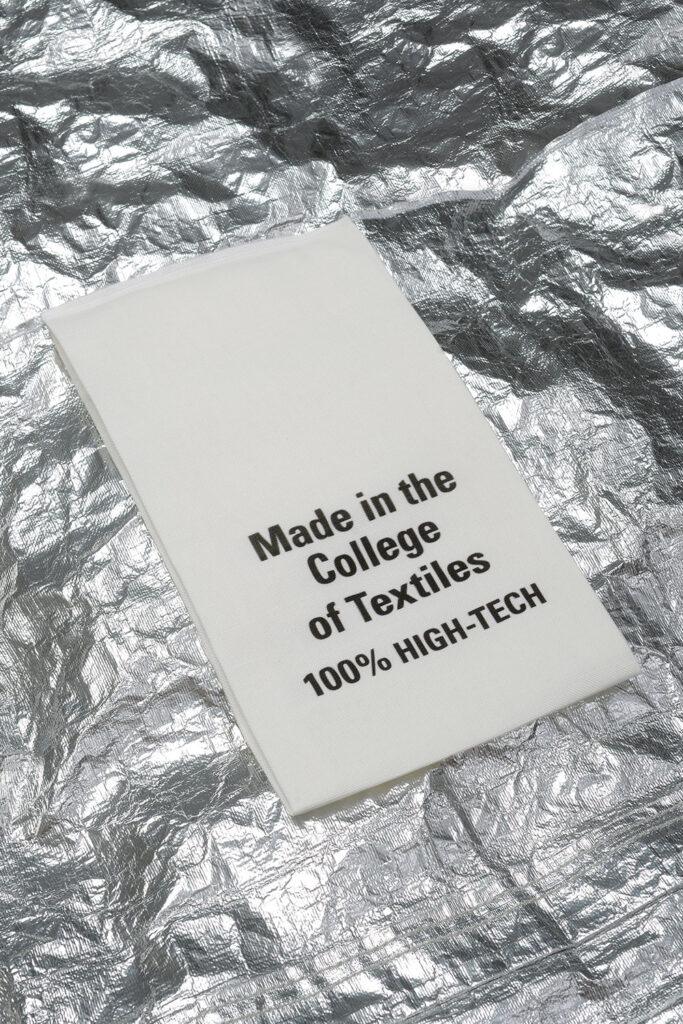 Made in the
College
of Textiles
100% HIGH-TECH